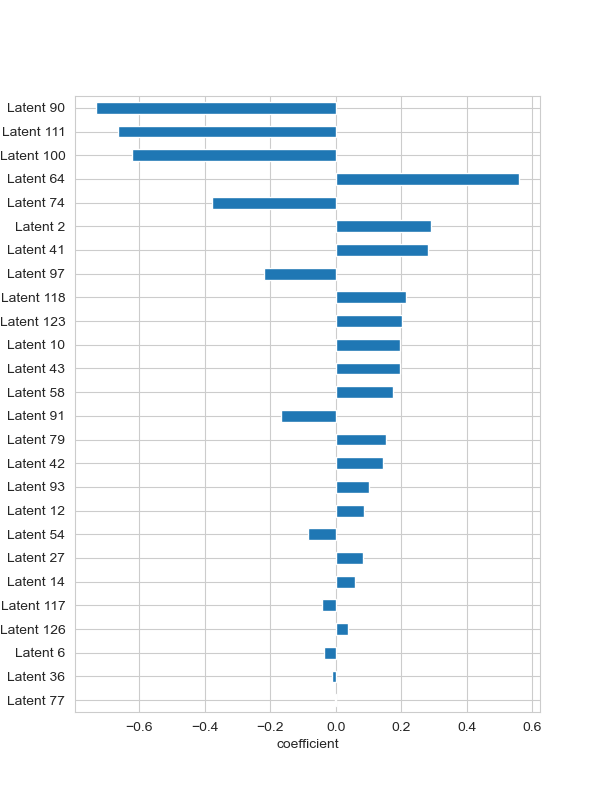 Latent 90
Latent 111
Latent 100
Latent 64
Latent 74
Latent 2
Latent 41
Latent 97
Latent 118
Latent 123
Latent 10
Latent 43
Latent 58
Latent 91
Latent 79
Latent 42
Latent 93
Latent 12
Latent 54
Latent 27
Latent 14
Latent 117
Latent 126
Latent 6
Latent 36
Latent 77
−0.6 −0.4 −0.2 0.0 0.2 0.4 0.6
coefficient